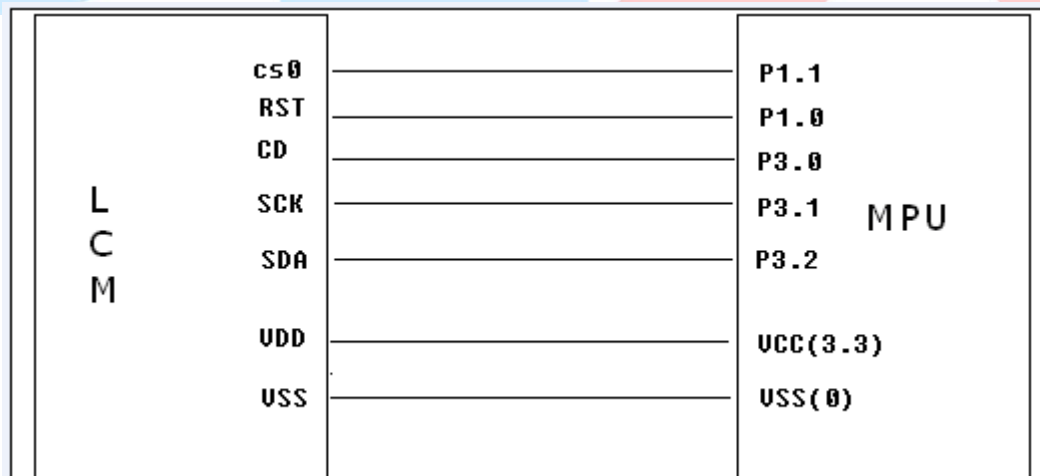 cs0 P1.1
RST P1.0
CD P3.0
SCK P3.1
LCM MPU
SDA P3.2
VDD VCC(3.3)
VSS VSS(0)